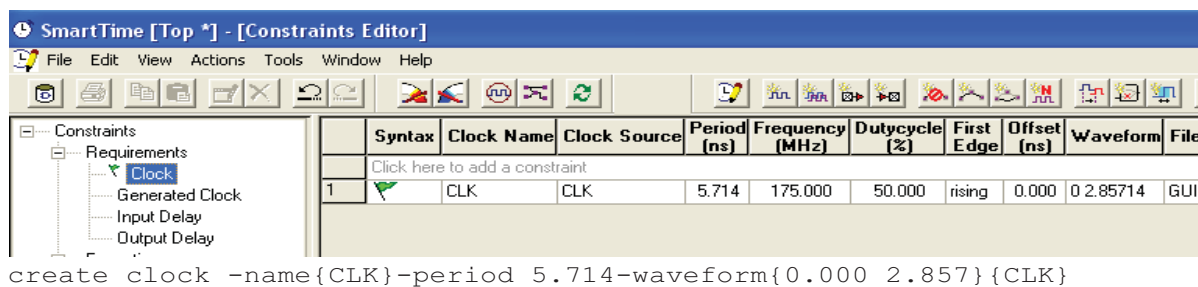 SmartTime [Top *] - [Constraints Editor]
File Edit View Actions Tools Window Help
Constraints
Requirements
Clock
Generated Clock
Input Delay
Output Delay
Syntax Clock Name Clock Source Period (ns) Frequency (MHz) Dutycycle (%) First Edge Offset (ns) Waveform File
Click here to add a constraint
1 CLK CLK 5.714 175.000 50.000 rising 0.000 0 2.85714 GUI
create clock -name{CLK}-period 5.714-waveform{0.000 2.857}{CLK}